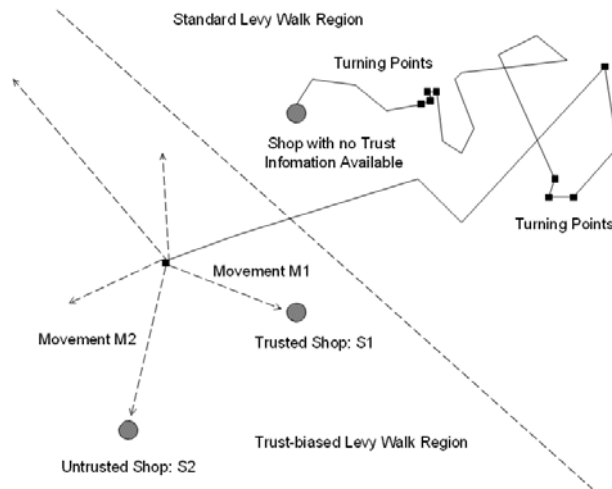 Standard Levy Walk Region
Turning Points
Shop with no Trust
Infomation Available
Turning Points
Movement M1
Movement M2
Trusted Shop: S1
Trust-biased Levy Walk Region
Untrusted Shop: S2